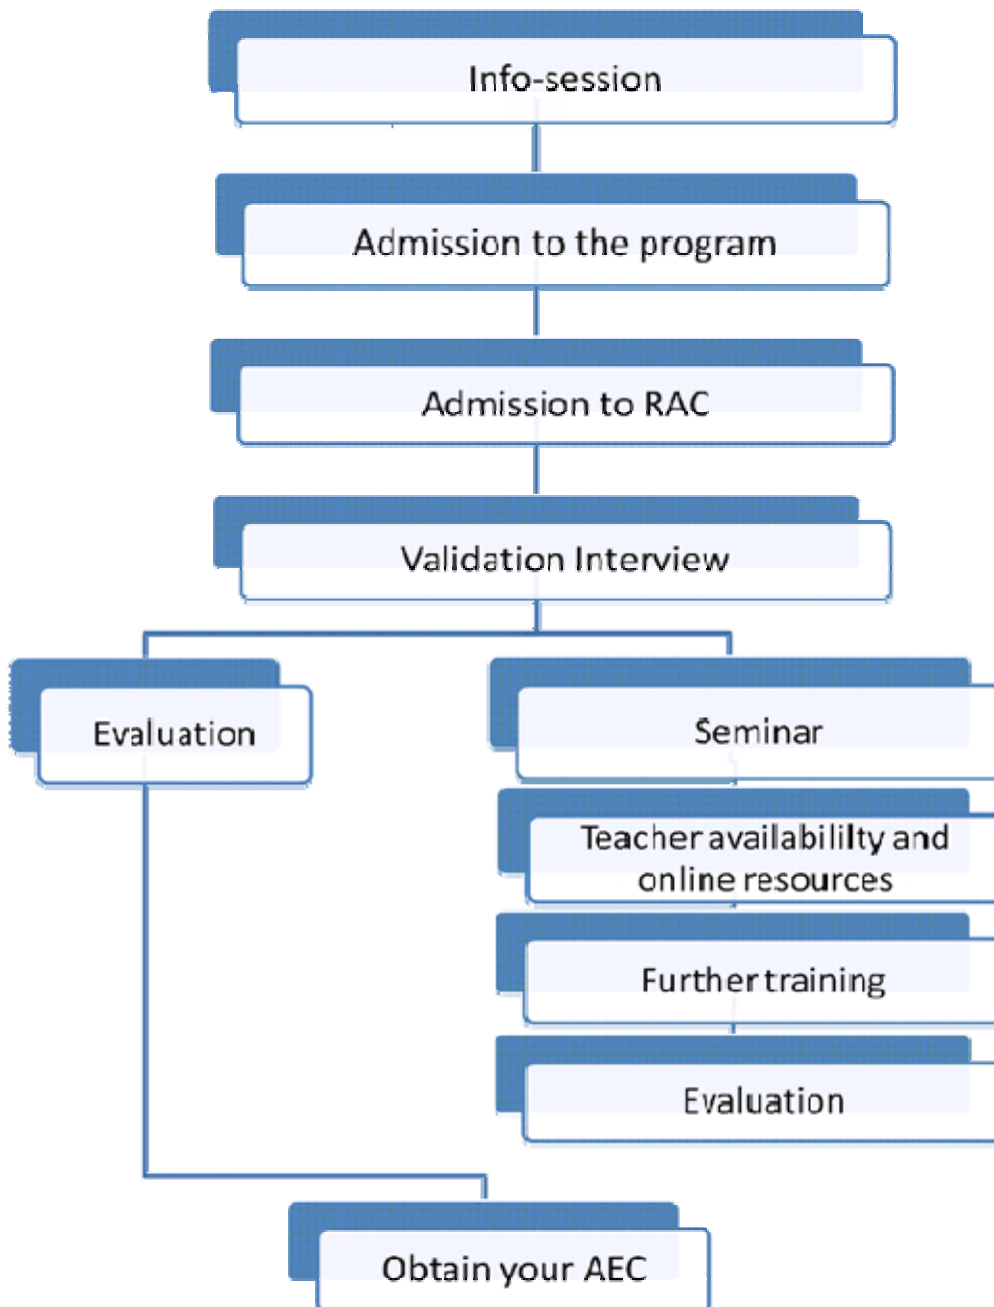 Info-session
Admission to the program
Admission to RAC
Validation Interview
Evaluation
Seminar
Teacher availabililty and
online resources
Further training
Evaluation
Obtain your AEC